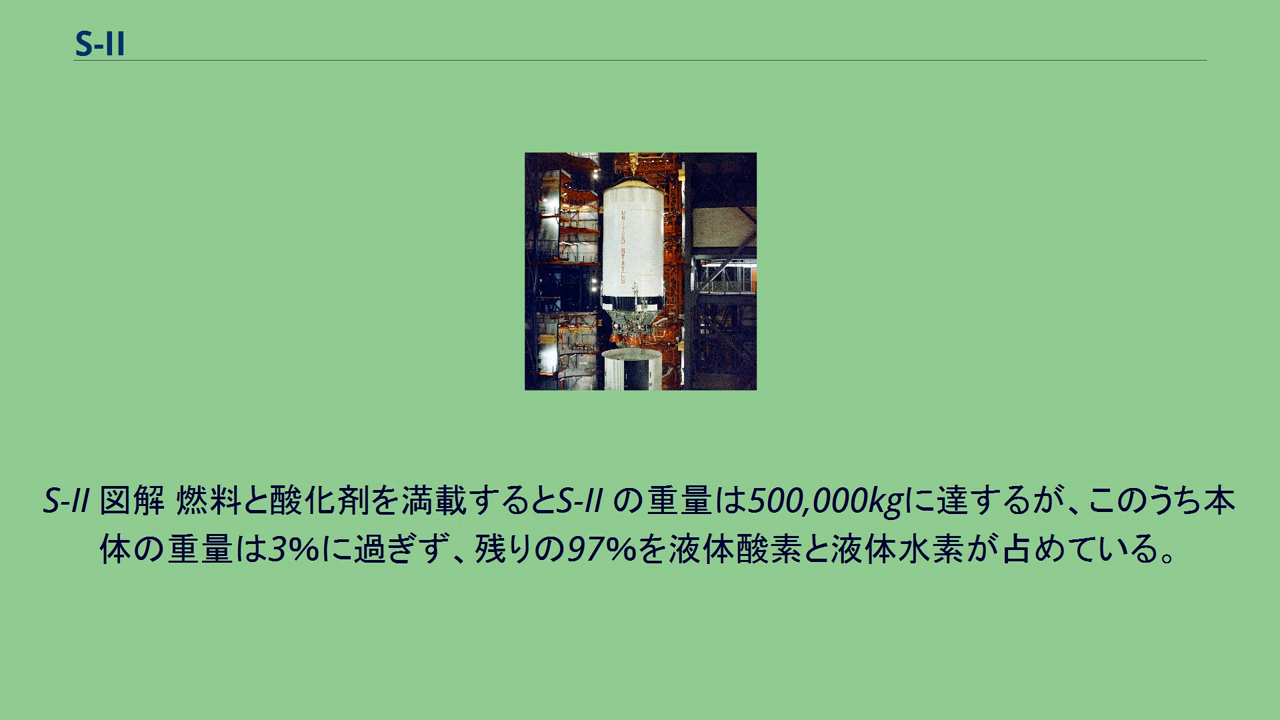 S-II
UNITED STATES
S-II 図解 燃料と酸化剤を満載するとS-II の重量は500,000kgに達するが、このうち本
体の重量は3%に過ぎず、残りの97%を液体酸素と液体水素が占めている。